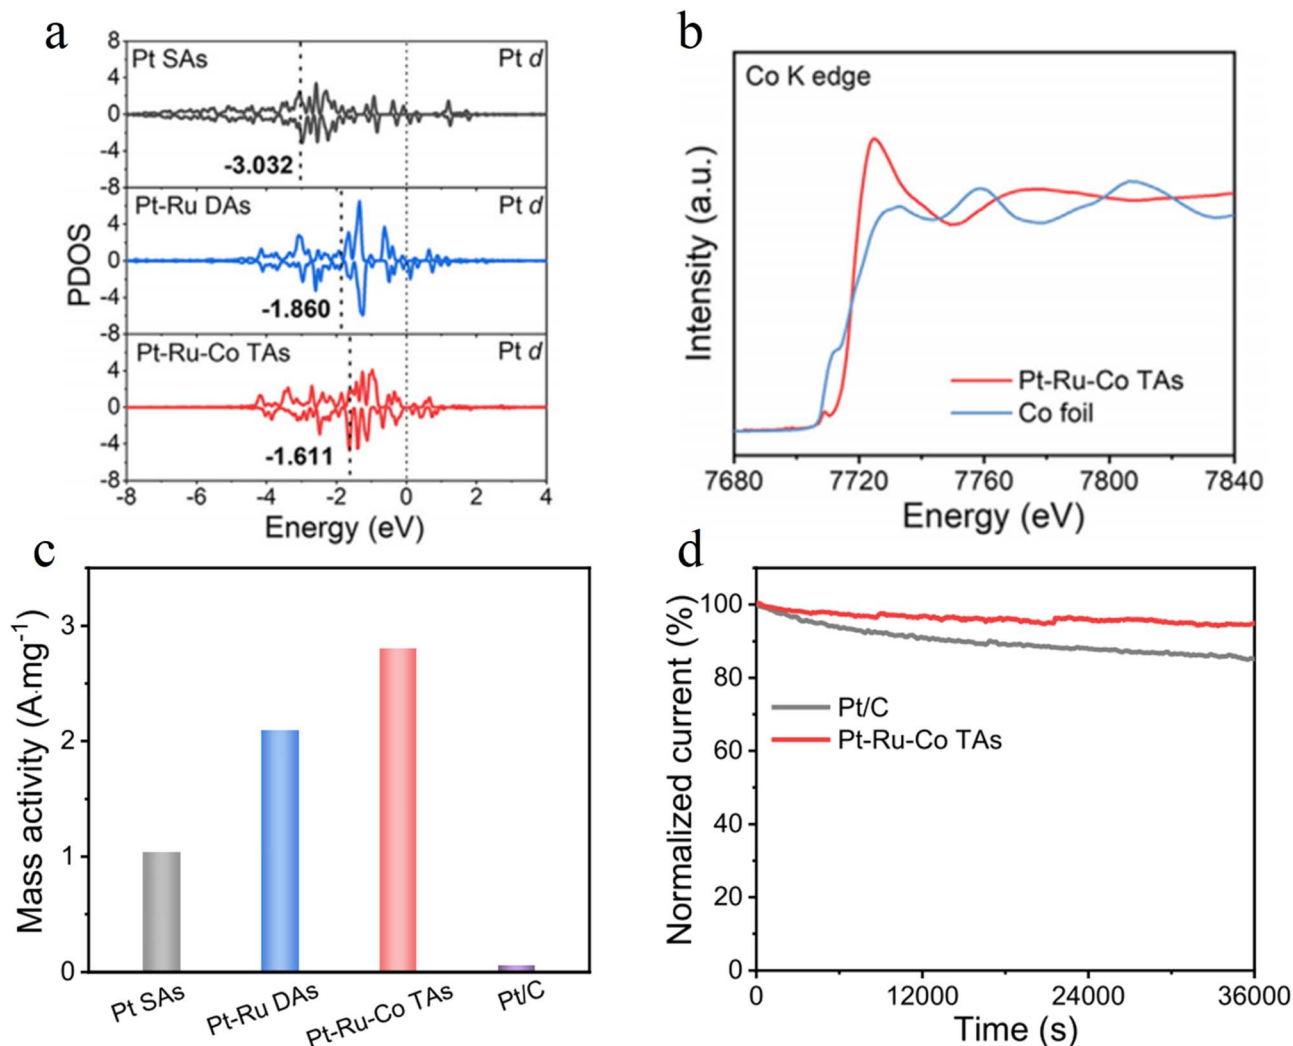 a
8
Pt SAs
Pt d
4
0
-4
-3.032
-8
Pt-Ru DAs
Pt d
4
0
-4
-1.860
-8
Pt-Ru-Co TAs
Pt d
4
0
-4
-1.611
-8
-8 -6 -4 -2 0 2 4
Energy (eV)
PDOS
b
Co K edge
Intensity (a.u.)
Pt-Ru-Co TAs
Co foil
7680 7720 7760 7800 7840
Energy (eV)
c
Mass activity (A·mg⁻¹)
3
2
1
0
Pt SAs
Pt-Ru DAs
Pt-Ru-Co TAs
Pt/C
d
Normalized current (%)
100
80
60
40
20
0
Pt/C
Pt-Ru-Co TAs
0 12000 24000 36000
Time (s)